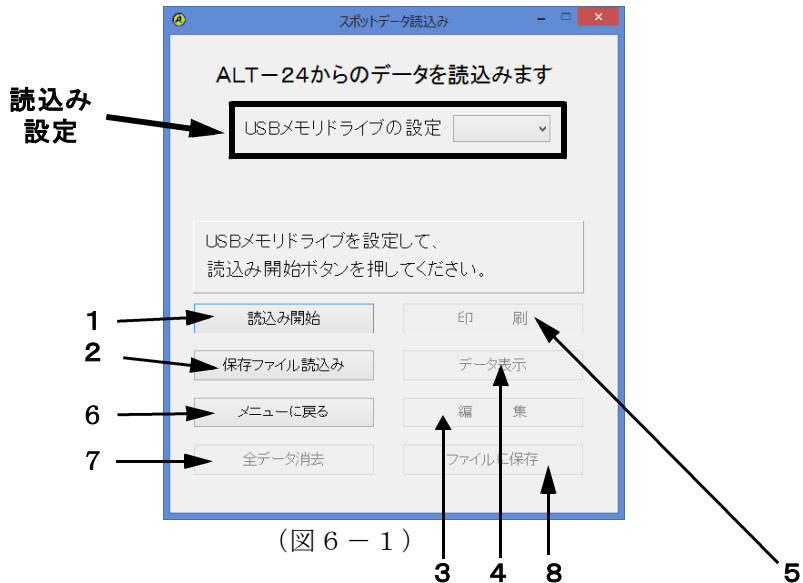 スポットデータ読込み
ALT－24からのデータを読込みます
読込み
設定
USBメモリドライブの設定
USBメモリドライブを設定して、
読込み開始ボタンを押してください。
1
読込み開始
印　　刷
2
保存ファイル読込み
データ表示
6
メニューに戻る
編　　集
7
全データ消去
ファイルに保存
（図６－１）
3
4
8
5